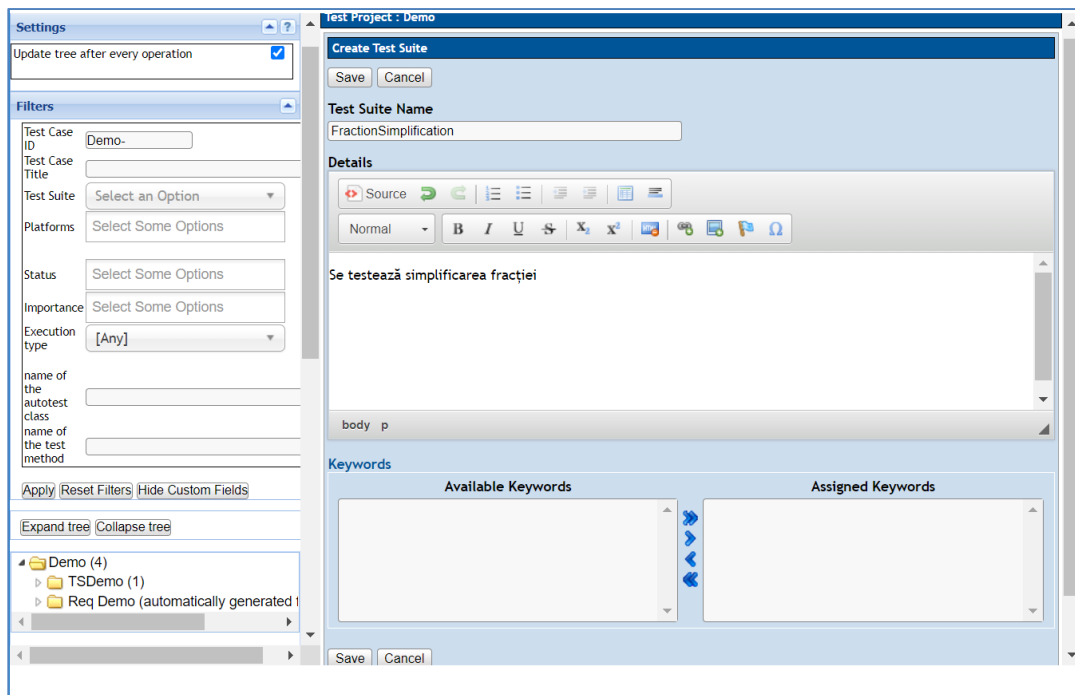 Settings
?
Update tree after every operation
Filters
Test Case ID
Demo-
Test Case Title
Test Suite
Select an Option
Platforms
Select Some Options
Status
Select Some Options
Importance
Select Some Options
Execution type
[Any]
name of the autotest class
name of the test method
Apply Reset Filters Hide Custom Fields
Expand tree Collapse tree
Demo (4)
TSDemo (1)
Req Demo (automatically generated
Test Project : Demo
Create Test Suite
Save Cancel
Test Suite Name
FractionSimplification
Details
Source
Normal B I U S X₂ X² Ω
Se testează simplificarea fracției
body p
Keywords
Available Keywords Assigned Keywords
Save Cancel